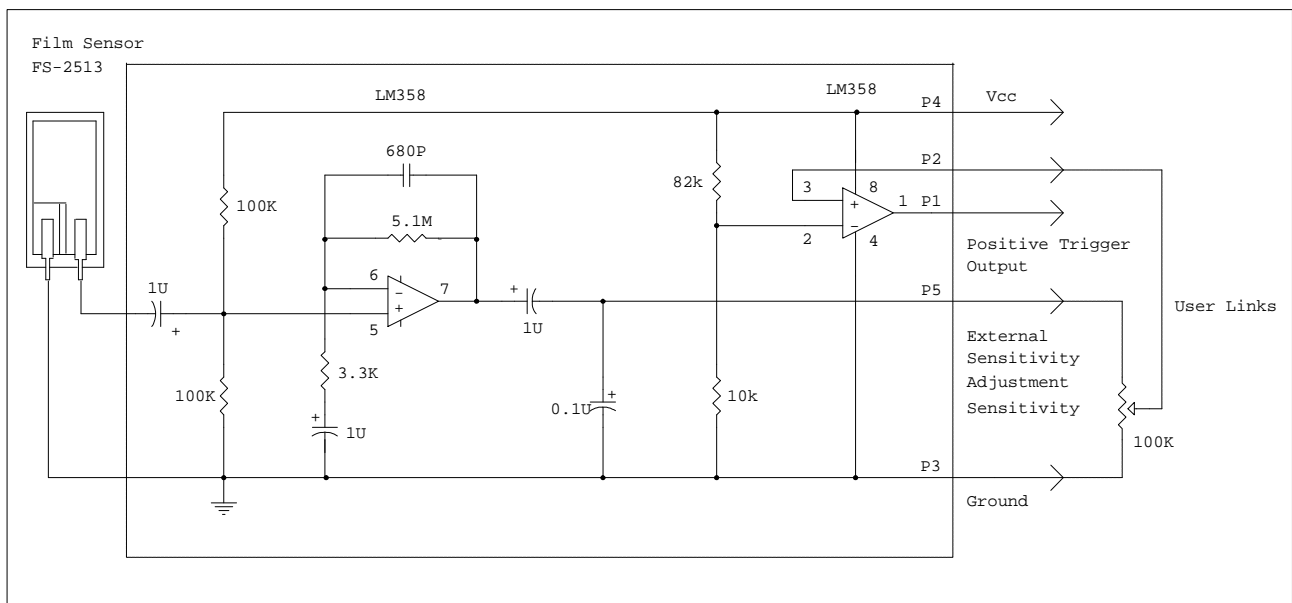 Film Sensor
FS-2513
LM358
LM358
P4
Vcc
680P
P2
82k
3
8
100K
+
1
P1
5.1M
−
2
4
Positive Trigger
Output
6
−
7
1U
+
P5
+
+
5
1U
User Links
External
Sensitivity
3.3K
Adjustment
100K
10k
+
0.1U
Sensitivity
+
1U
100K
P3
Ground